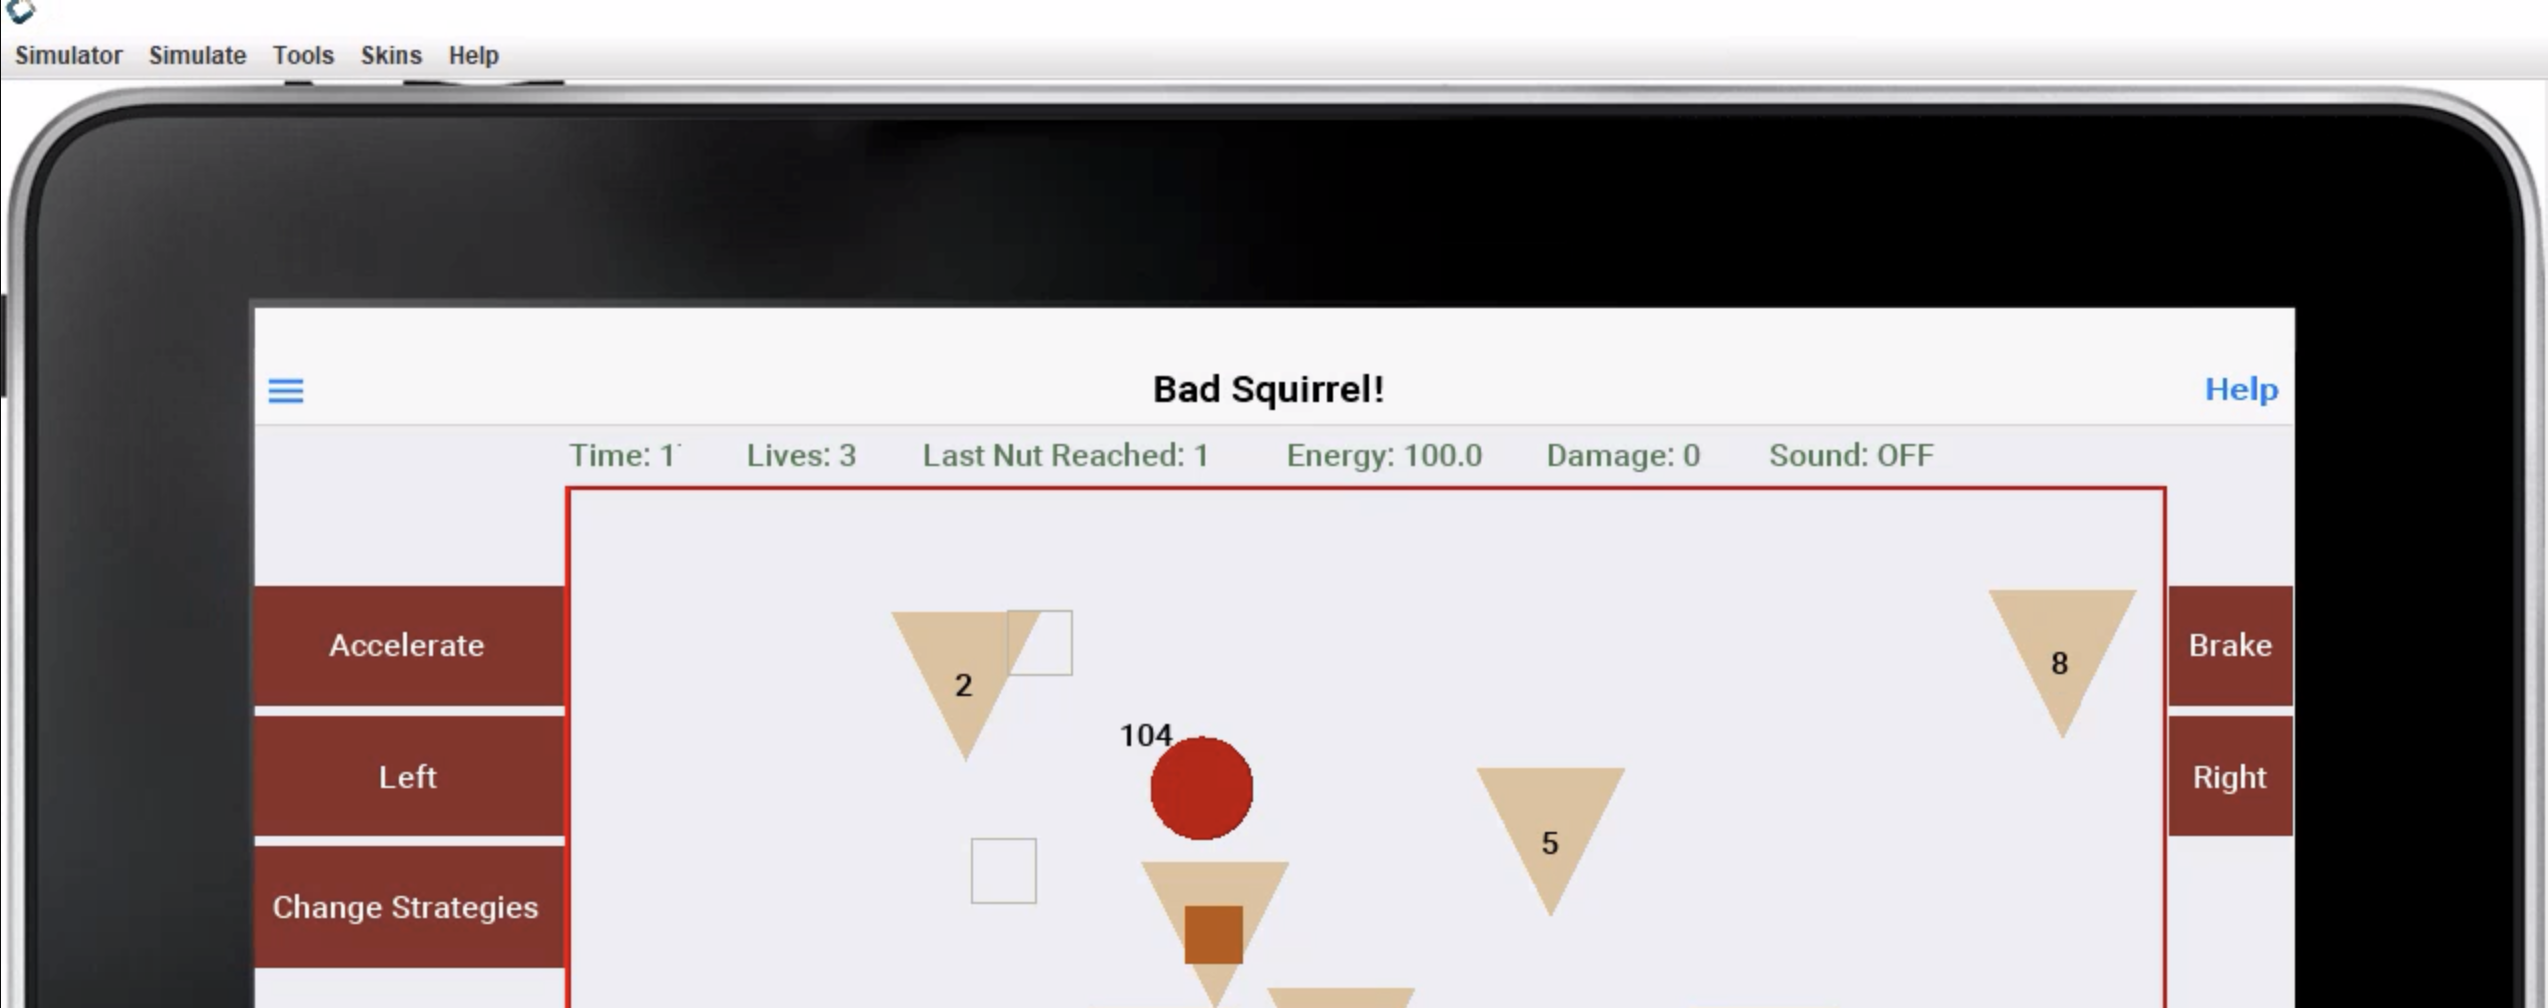 Simulator Simulate Tools Skins Help
Bad Squirrel! Help
Time: 1 Lives: 3 Last Nut Reached: 1 Energy: 100.0 Damage: 0 Sound: OFF
Accelerate
Left
Change Strategies
2
104
5
8
Brake
Right